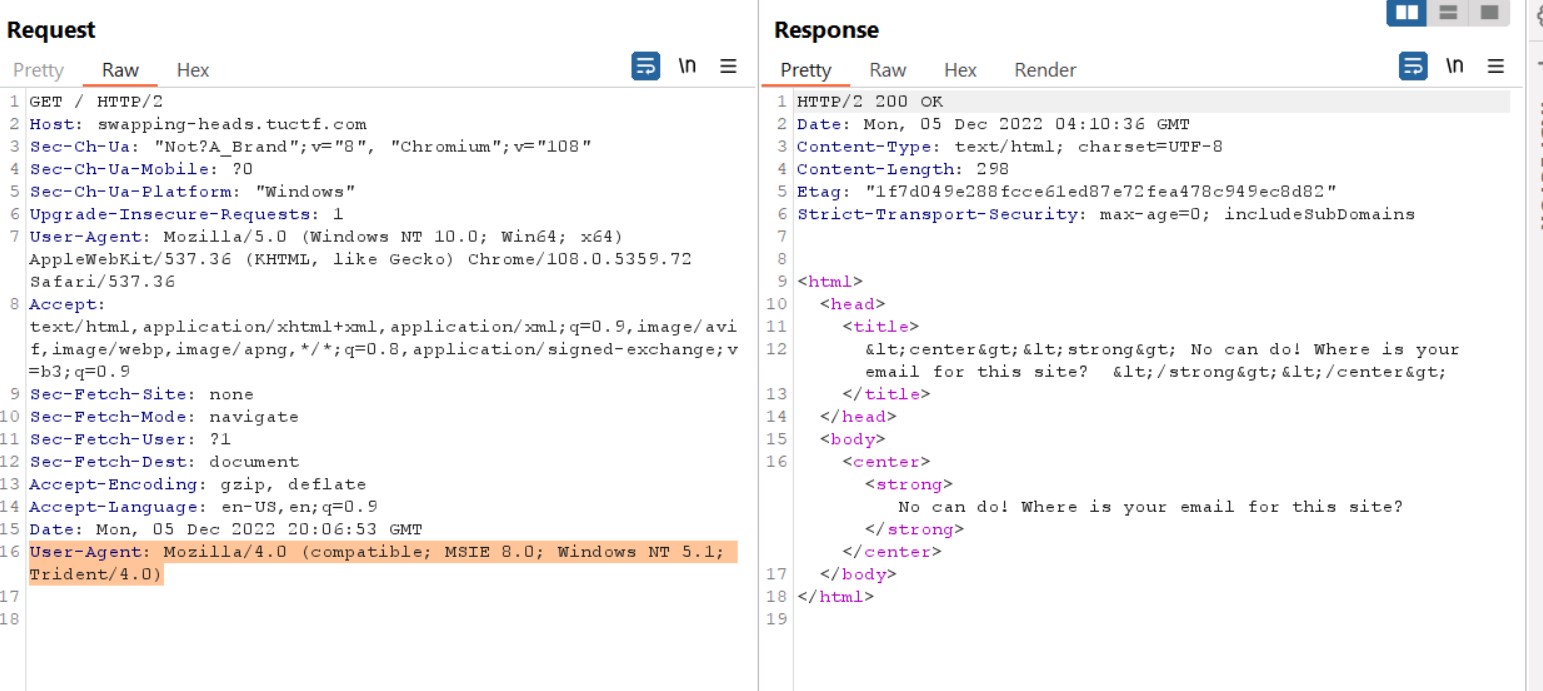 Request
Pretty Raw Hex \n
1 GET / HTTP/2
2 Host: swapping-heads.tuctf.com
3 Sec-Ch-Ua: "Not?A_Brand";v="8", "Chromium";v="108"
4 Sec-Ch-Ua-Mobile: ?0
5 Sec-Ch-Ua-Platform: "Windows"
6 Upgrade-Insecure-Requests: 1
7 User-Agent: Mozilla/5.0 (Windows NT 10.0; Win64; x64)
AppleWebKit/537.36 (KHTML, like Gecko) Chrome/108.0.5359.72
Safari/537.36
8 Accept:
text/html,application/xhtml+xml,application/xml;q=0.9,image/avi
f,image/webp,image/apng,*/*;q=0.8,application/signed-exchange;v
=b3;q=0.9
9 Sec-Fetch-Site: none
10 Sec-Fetch-Mode: navigate
11 Sec-Fetch-User: ?1
12 Sec-Fetch-Dest: document
13 Accept-Encoding: gzip, deflate
14 Accept-Language: en-US,en;q=0.9
15 Date: Mon, 05 Dec 2022 20:06:53 GMT
16 User-Agent: Mozilla/4.0 (compatible; MSIE 8.0; Windows NT 5.1;
Trident/4.0)
17
18
Response
Pretty Raw Hex Render \n
1 HTTP/2 200 OK
2 Date: Mon, 05 Dec 2022 04:10:36 GMT
3 Content-Type: text/html; charset=UTF-8
4 Content-Length: 298
5 Etag: "1f7d049e288fcce61ed87e72fea478c949ec8d82"
6 Strict-Transport-Security: max-age=0; includeSubDomains
7
8
9 <html>
10 <head>
11 <title>
12 &lt;center&gt;&lt;strong&gt; No can do! Where is your
email for this site? &lt;/strong&gt;&lt;/center&gt;
13 </title>
14 </head>
15 <body>
16 <center>
<strong>
No can do! Where is your email for this site?
</strong>
</center>
17 </body>
18 </html>
19